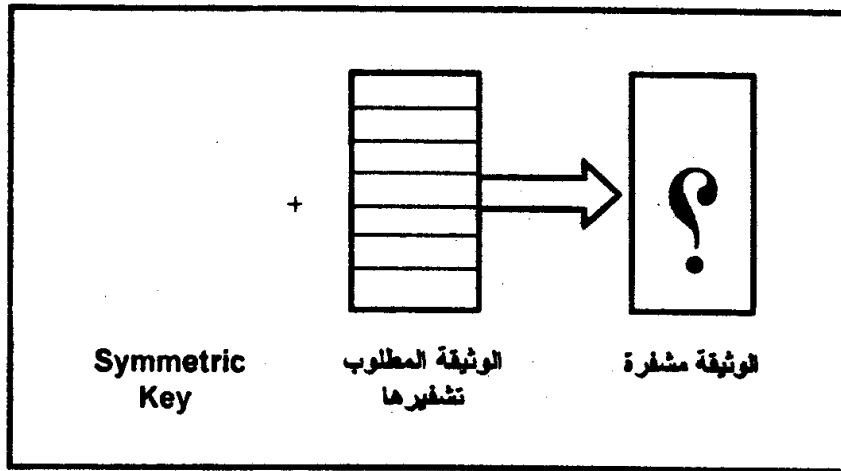 +
؟
Symmetric
Key
الوثيقة المطلوب
تشفيرها
الوثيقة مشفرة